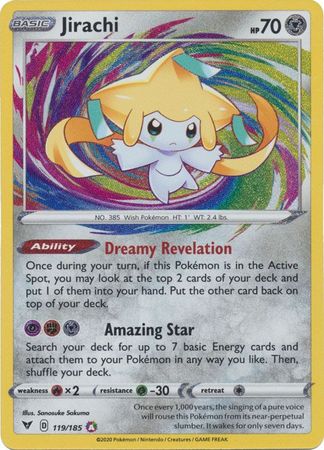 BASIC Jirachi HP 70
NO. 385 Wish Pokémon HT: 1' WT: 2.4 lbs.
Ability Dreamy Revelation
Once during your turn, if this Pokémon is in the Active
Spot, you may look at the top 2 cards of your deck and
put 1 of them into your hand. Put the other card back on
top of your deck.
Amazing Star
Search your deck for up to 7 basic Energy cards and
attach them to your Pokémon in any way you like. Then,
shuffle your deck.
weakness ×2 resistance -30 retreat
Illus. Sanosuke Sakuma
D 119/185
Once every 1,000 years, the singing of a pure voice
will rouse this Pokémon from its long slumber.
It wakes for only seven days.
©2020 Pokémon / Nintendo / Creatures / GAME FREAK